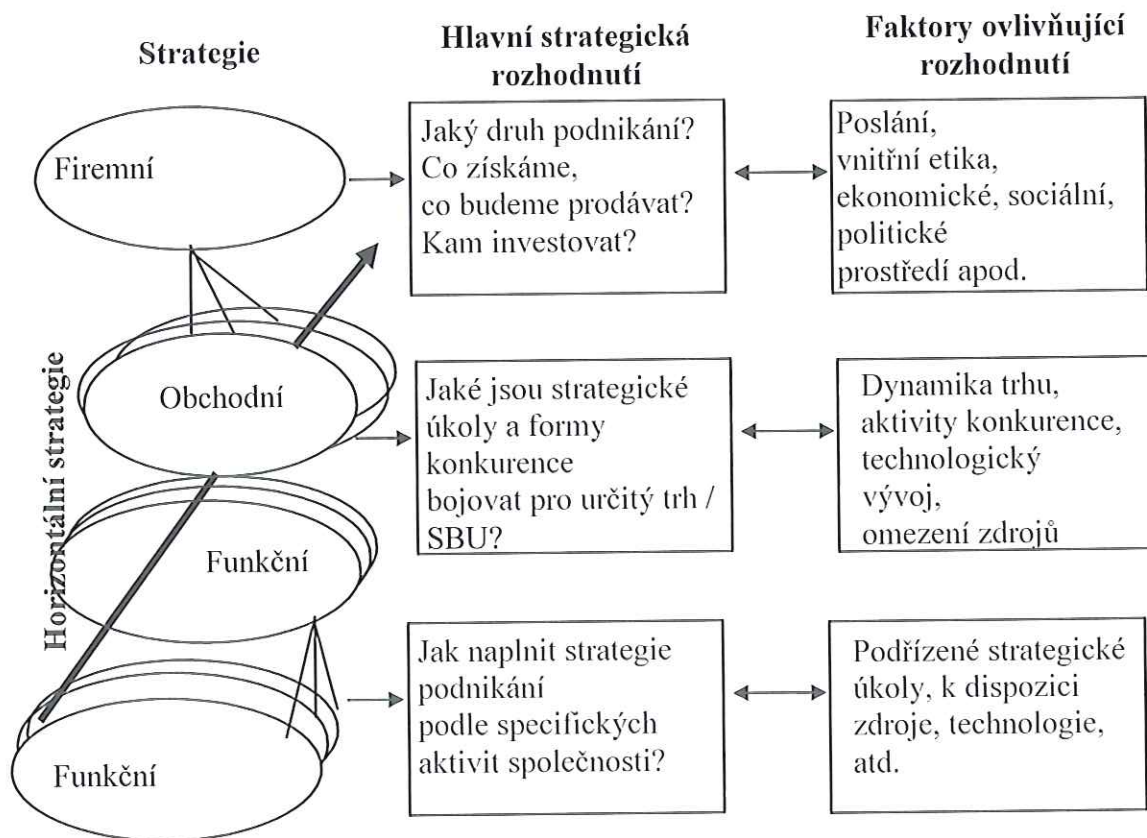 Strategie
Hlavní strategická
rozhodnutí
Faktory ovlivňující
rozhodnutí
Firemní
Jaký druh podnikání?
Co získáme,
co budeme prodávat?
Kam investovat?
Poslání,
vnitřní etika,
ekonomické, sociální,
politické
prostředí apod.
Horizontální strategie
Obchodní
Jaké jsou strategické
úkoly a formy
konkurence
bojovat pro určitý trh /
SBU?
Dynamika trhu,
aktivity konkurence,
technologický
vývoj,
omezení zdrojů
Funkční
Jak naplnit strategie
podnikání
podle specifických
aktivit společnosti?
Podřízené strategické
úkoly, k dispozici
zdroje, technologie,
atd.
Funkční